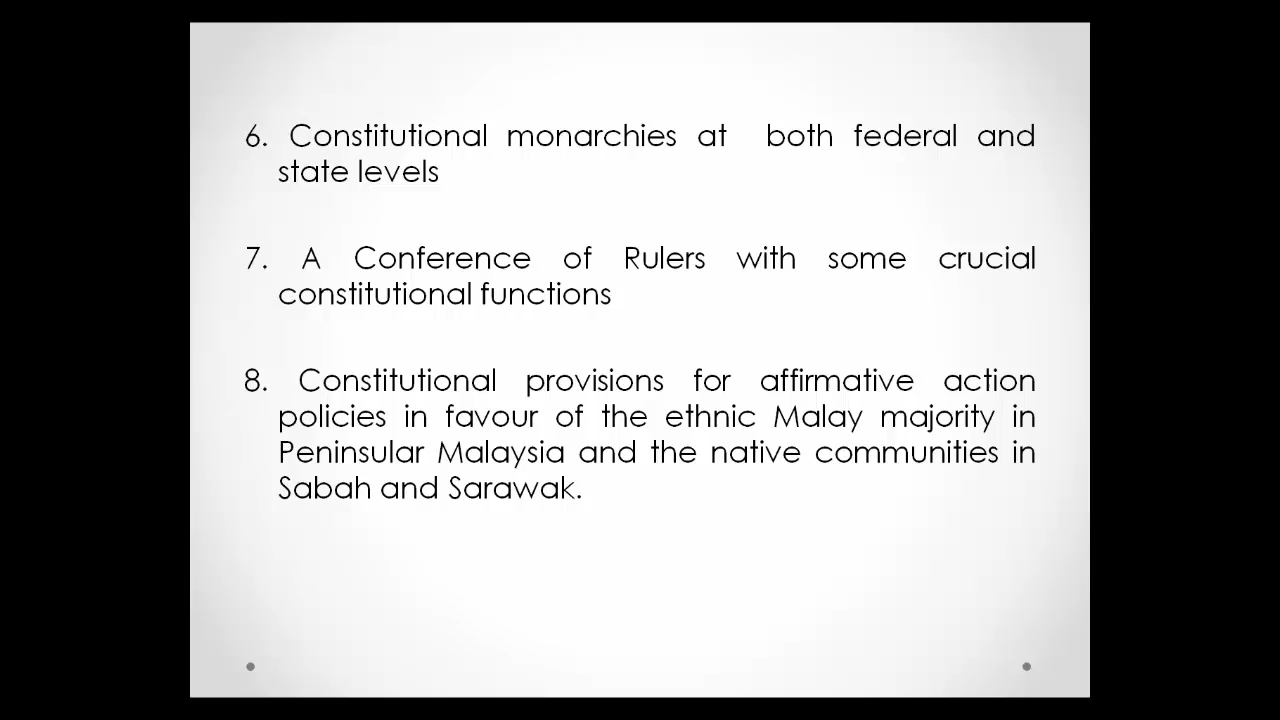 6. Constitutional monarchies at both federal and
state levels
7. A Conference of Rulers with some crucial
constitutional functions
8. Constitutional provisions for affirmative action
policies in favour of the ethnic Malay majority in
Peninsular Malaysia and the native communities in
Sabah and Sarawak.